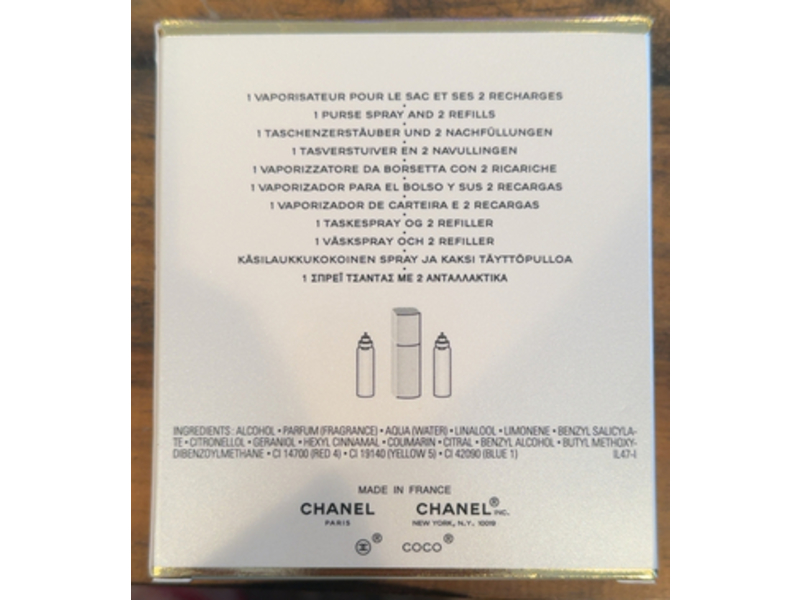 1 VAPORISATEUR POUR LE SAC ET SES 2 RECHARGES
1 PURSE SPRAY AND 2 REFILLS
1 TASCHENZERSTÄUBER UND 2 NACHFÜLLUNGEN
1 TASVERSTUIVER EN 2 NAVULLINGEN
1 VAPORIZZATORE DA BORSETTA CON 2 RICARICHE
1 VAPORIZADOR PARA EL BOLSO Y SUS 2 RECARGAS
1 VAPORIZADOR DE CARTEIRA E 2 RECARGAS
1 TASKESPRAY OG 2 REFILLER
1 VÄSKSPRAY OCH 2 REFILLER
KÄSILAUKKUKOKOINEN SPRAY JA KAKSI TÄYTTÖPULLOA
1 ΣΠΡΕΪ ΤΣΑΝΤΑΣ ΜΕ 2 ΑΝΤΑΛΛΑΚΤΙΚΑ
INGREDIENTS : ALCOHOL • PARFUM (FRAGRANCE) • AQUA (WATER) • LINALOOL • LIMONENE • BENZYL SALICYLA-
TE • CITRONELLOL • GERANIOL • HEXYL CINNAMAL • COUMARIN • CITRAL • BENZYL ALCOHOL • BUTYL METHOXY-
DIBENZOYLMETHANE • CI 14700 (RED 4) • CI 19140 (YELLOW 5) • CI 42090 (BLUE 1) IL47-I
MADE IN FRANCE
CHANEL CHANEL® INC.
PARIS NEW YORK, N.Y. 10019
® COCO®